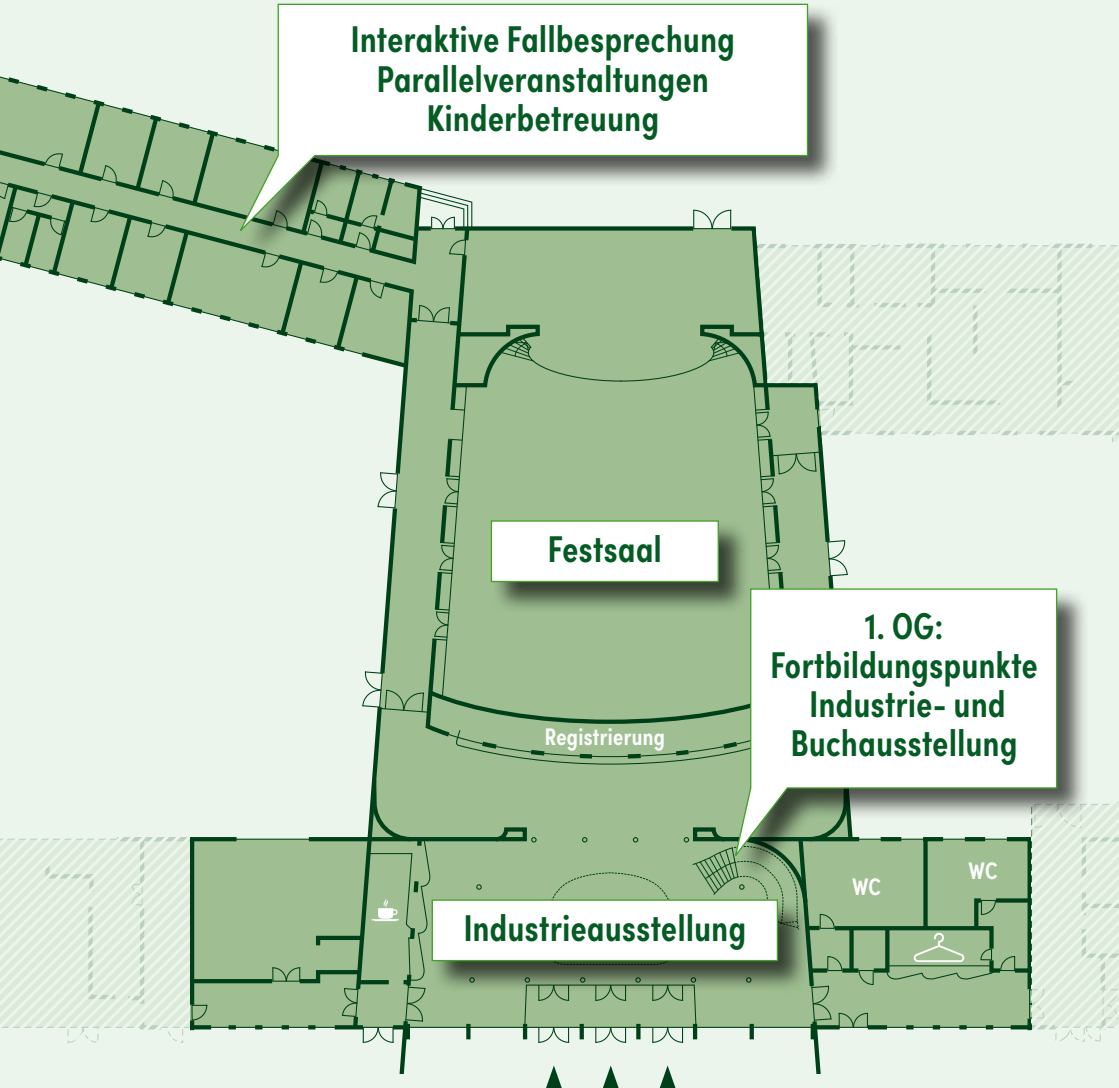 Interaktive Fallbesprechung
Parallelveranstaltungen
Kinderbetreuung
Festsaal
1. OG:
Fortbildungspunkte
Industrie- und
Buchausstellung
Registrierung
WC
WC
Industrieausstellung